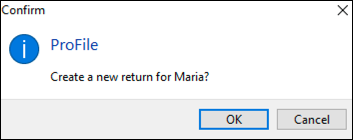 Confirm
ProFile
Create a new return for Maria?
OK Cancel